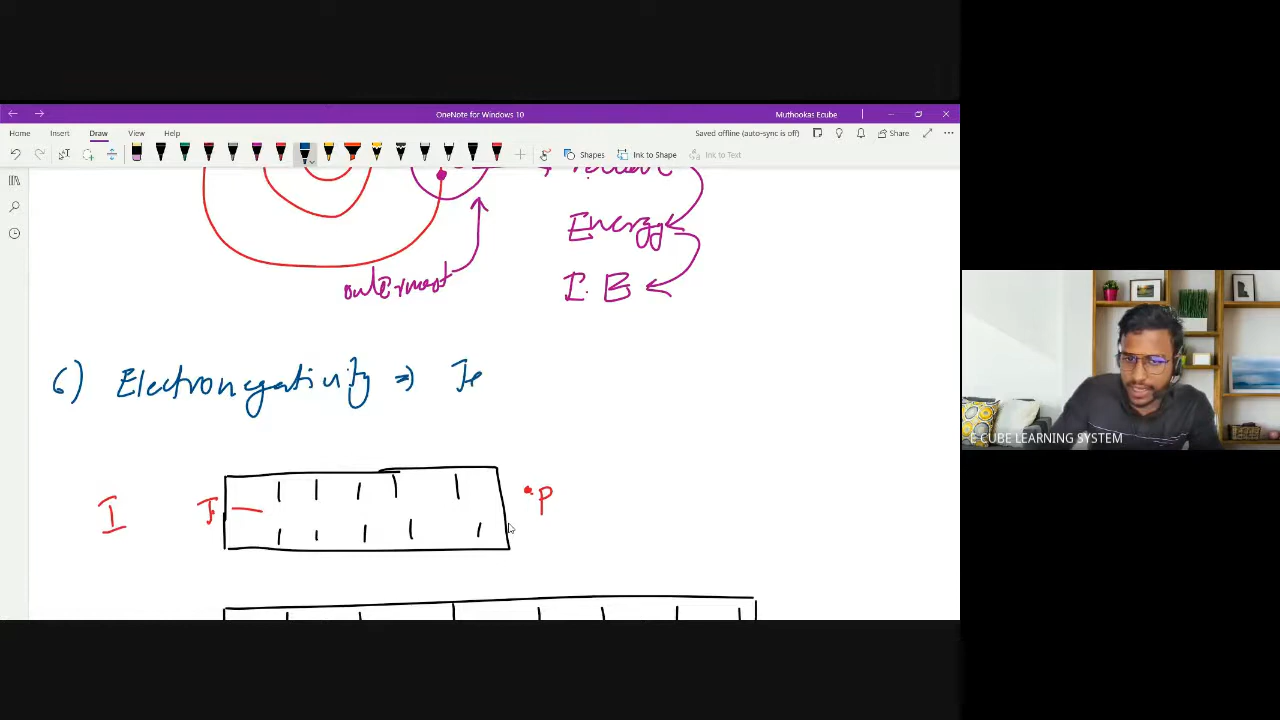 OneNote for Windows 10
Muthookas Ecube
Home Insert Draw View Help
Saved offline (auto-sync is off)
Share
Shapes
Ink to Shape
Ink to Text
Energy
outermost
I. E
6) Electronegativity ⇒
I
P
E CUBE LEARNING SYSTEM